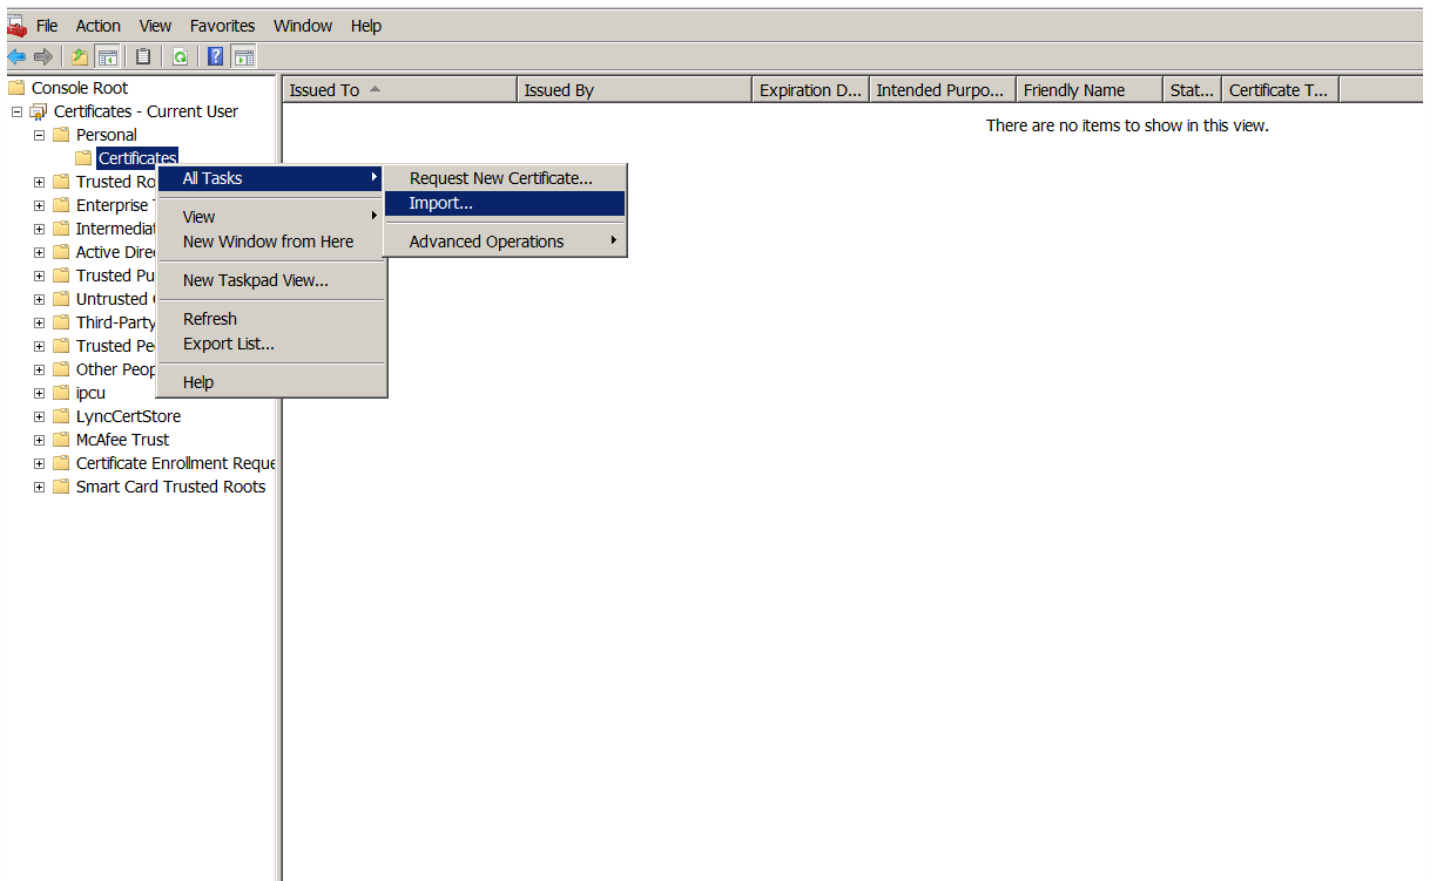 File Action View Favorites Window Help
Console Root
Certificates - Current User
Personal
Certificates
Trusted Ro
Enterprise
Intermediat
Active Dire
Trusted Pu
Untrusted
Third-Party
Trusted Pe
Other Peop
ipcu
LyncCertStore
McAfee Trust
Certificate Enrollment Reque
Smart Card Trusted Roots
Issued To Issued By Expiration D... Intended Purpo... Friendly Name Stat... Certificate T...
There are no items to show in this view.
All Tasks
View
New Window from Here
New Taskpad View...
Refresh
Export List...
Help
Request New Certificate...
Import...
Advanced Operations